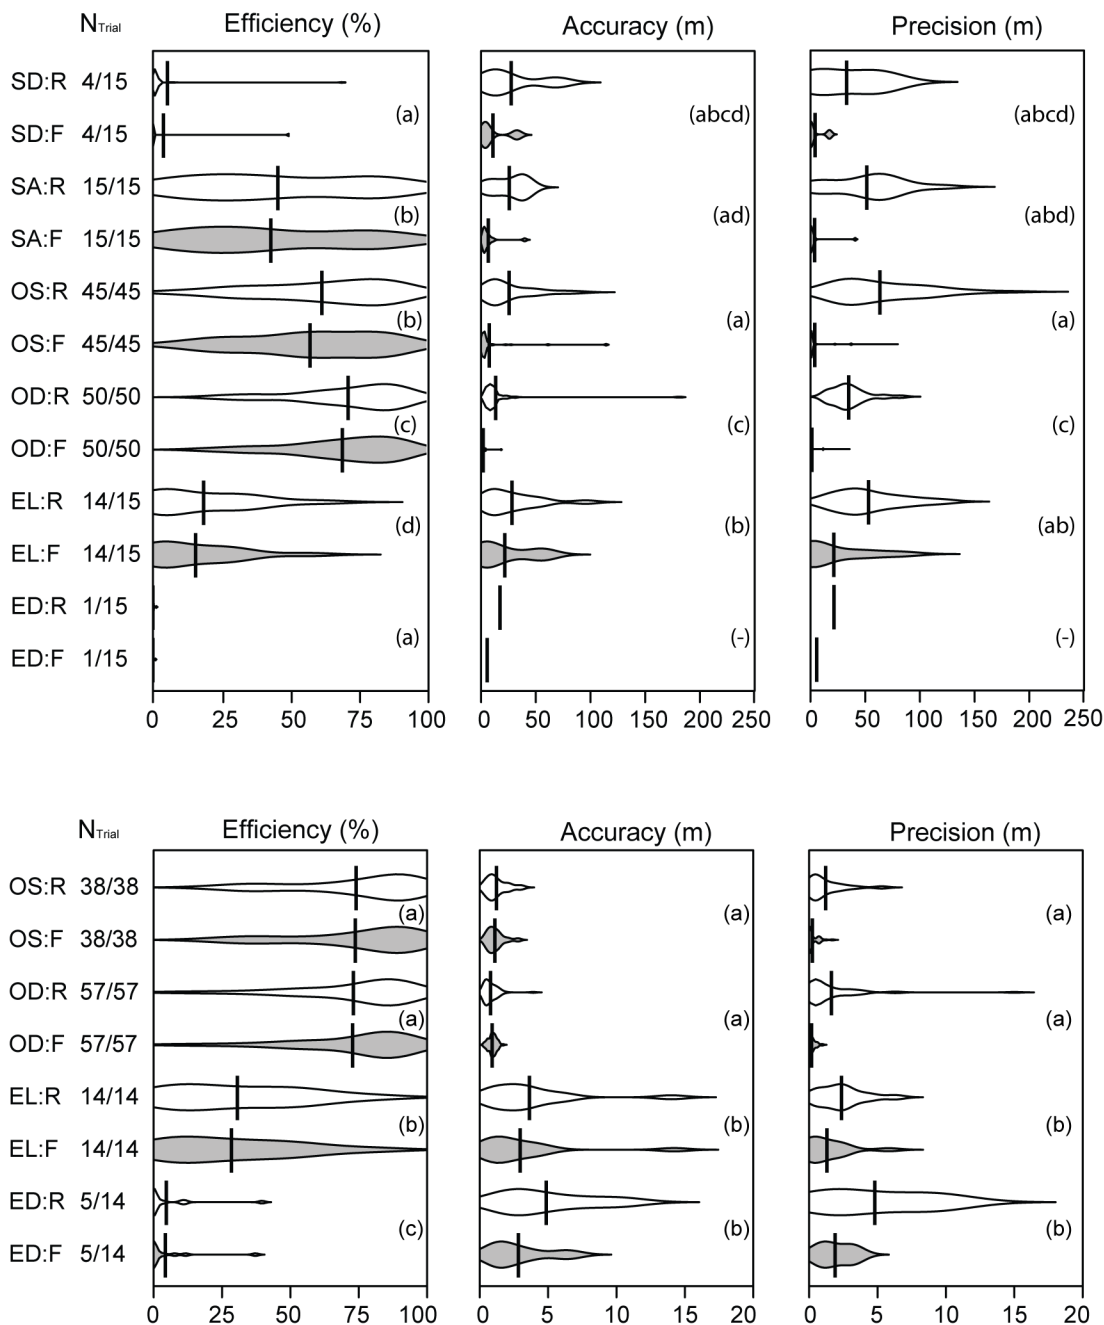 N Trial Efficiency (%) Accuracy (m) Precision (m)
SD:R 4/15
(a) (abcd) (abcd)
SD:F 4/15
SA:R 15/15
(b) (ad) (abd)
SA:F 15/15
OS:R 45/45
(b) (a) (a)
OS:F 45/45
OD:R 50/50
(c) (c) (c)
OD:F 50/50
EL:R 14/15
(d) (b) (ab)
EL:F 14/15
ED:R 1/15
(a) (-) (-)
ED:F 1/15
0 25 50 75 100 0 50 100 150 200 250 0 50 100 150 200 250
N Trial Efficiency (%) Accuracy (m) Precision (m)
OS:R 38/38
(a) (a) (a)
OS:F 38/38
OD:R 57/57
(a) (a) (a)
OD:F 57/57
EL:R 14/14
(b) (b) (b)
EL:F 14/14
ED:R 5/14
(c) (b) (b)
ED:F 5/14
0 25 50 75 100 0 5 10 15 20 0 5 10 15 20